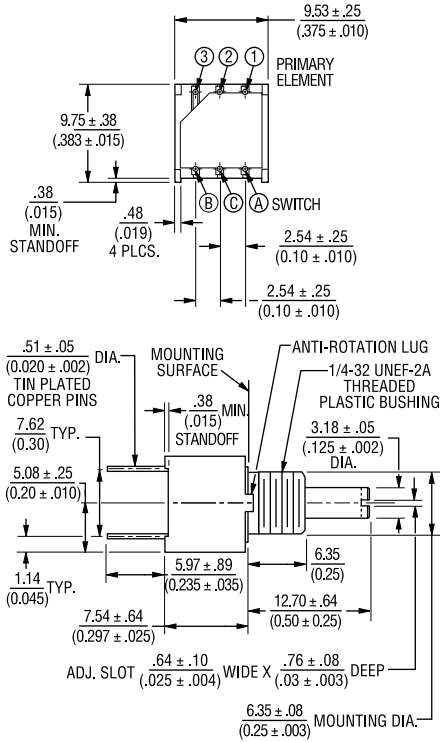 9.53 ± .25
(.375 ± .010)
3
2
1
PRIMARY
ELEMENT
9.75 ± .38
(.383 ± .015)
.38
(.015)
MIN.
STANDOFF
.48
(.019)
4 PLCS.
B
C
A
SWITCH
2.54 ± .25
(0.10 ± .010)
2.54 ± .25
(0.10 ± .010)
.51 ± .05
(0.020 ± .002)
DIA.
TIN PLATED
COPPER PINS
MOUNTING
SURFACE
ANTI-ROTATION LUG
1/4-32 UNEF-2A
THREADED
PLASTIC BUSHING
.38
(.015)
MIN.
STANDOFF
3.18 ± .05
(.125 ± .002)
DIA.
7.62
(0.30)
TYP.
5.08 ± .25
(0.20 ± .010)
1.14
(0.045)
TYP.
5.97 ± .89
(0.235 ± .035)
6.35
(0.25)
7.54 ± .64
(0.297 ± .025)
12.70 ± .64
(0.50 ± 0.25)
ADJ. SLOT .64 ± .10
(.025 ± .004)
WIDE X .76 ± .08
(.03 ± .003)
DEEP
6.35 ± .08
(0.25 ± .003)
MOUNTING DIA.